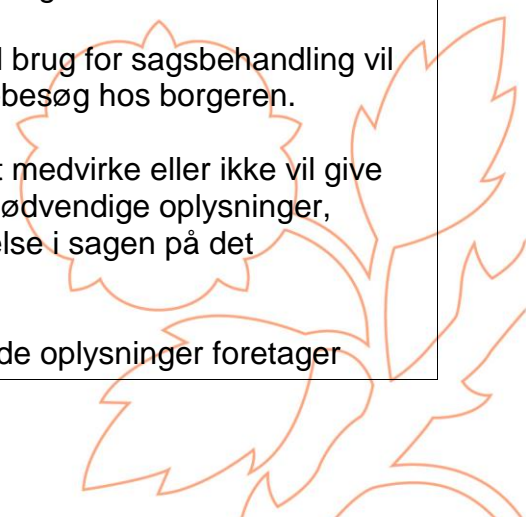 brug for sagsbehandling vil
besøg hos borgeren.
medvirke eller ikke vil give
ødvendige oplysninger,
else i sagen på det
de oplysninger foretager